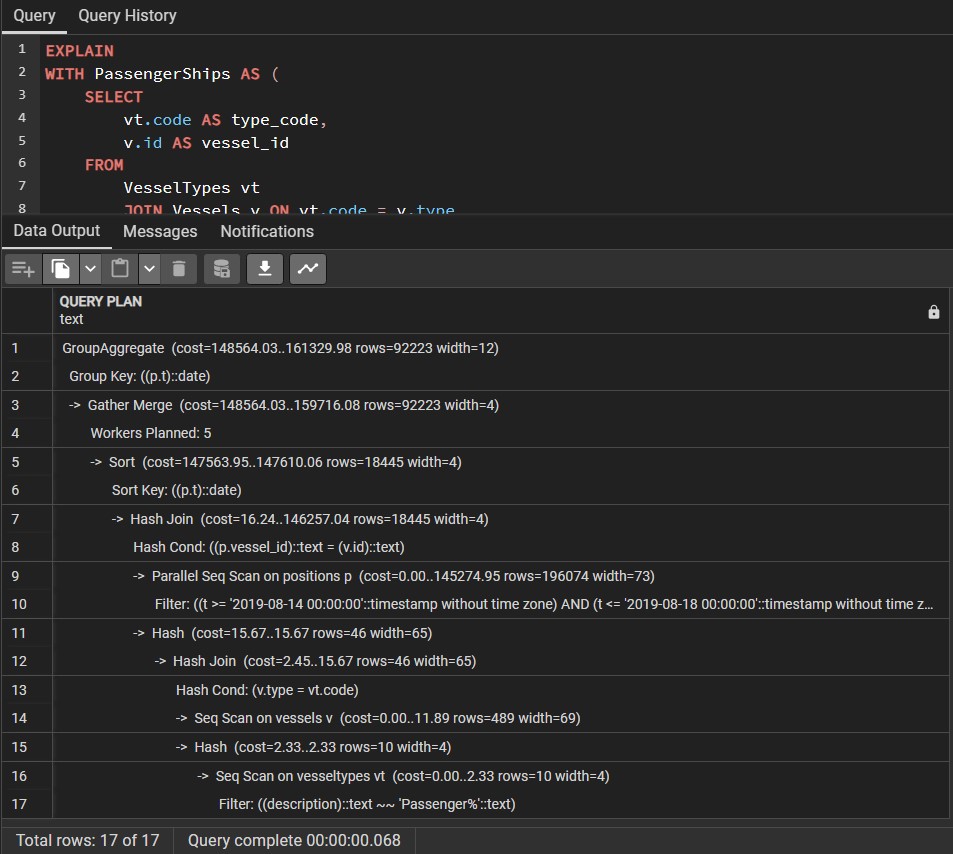 Query Query History
1 EXPLAIN
2 WITH PassengerShips AS (
3 SELECT
4 vt.code AS type_code,
5 v.id AS vessel_id
6 FROM
7 VesselTypes vt
8 JOIN Vessels v ON vt.code = v.type
Data Output Messages Notifications
QUERY PLAN
text
1 GroupAggregate (cost=148564.03..161329.98 rows=92223 width=12)
2 Group Key: ((p.t)::date)
3 -> Gather Merge (cost=148564.03..159716.08 rows=92223 width=4)
4 Workers Planned: 5
5 -> Sort (cost=147563.95..147610.06 rows=18445 width=4)
6 Sort Key: ((p.t)::date)
7 -> Hash Join (cost=16.24..146257.04 rows=18445 width=4)
8 Hash Cond: ((p.vessel_id)::text = (v.id)::text)
9 -> Parallel Seq Scan on positions p (cost=0.00..145274.95 rows=196074 width=73)
10 Filter: ((t >= '2019-08-14 00:00:00'::timestamp without time zone) AND (t <= '2019-08-18 00:00:00'::timestamp without time z...
11 -> Hash (cost=15.67..15.67 rows=46 width=65)
12 -> Hash Join (cost=2.45..15.67 rows=46 width=65)
13 Hash Cond: (v.type = vt.code)
14 -> Seq Scan on vessels v (cost=0.00..11.89 rows=489 width=69)
15 -> Hash (cost=2.33..2.33 rows=10 width=4)
16 -> Seq Scan on vesseltypes vt (cost=0.00..2.33 rows=10 width=4)
17 Filter: ((description)::text ~~ 'Passenger%'::text)
Total rows: 17 of 17 Query complete 00:00:00.068